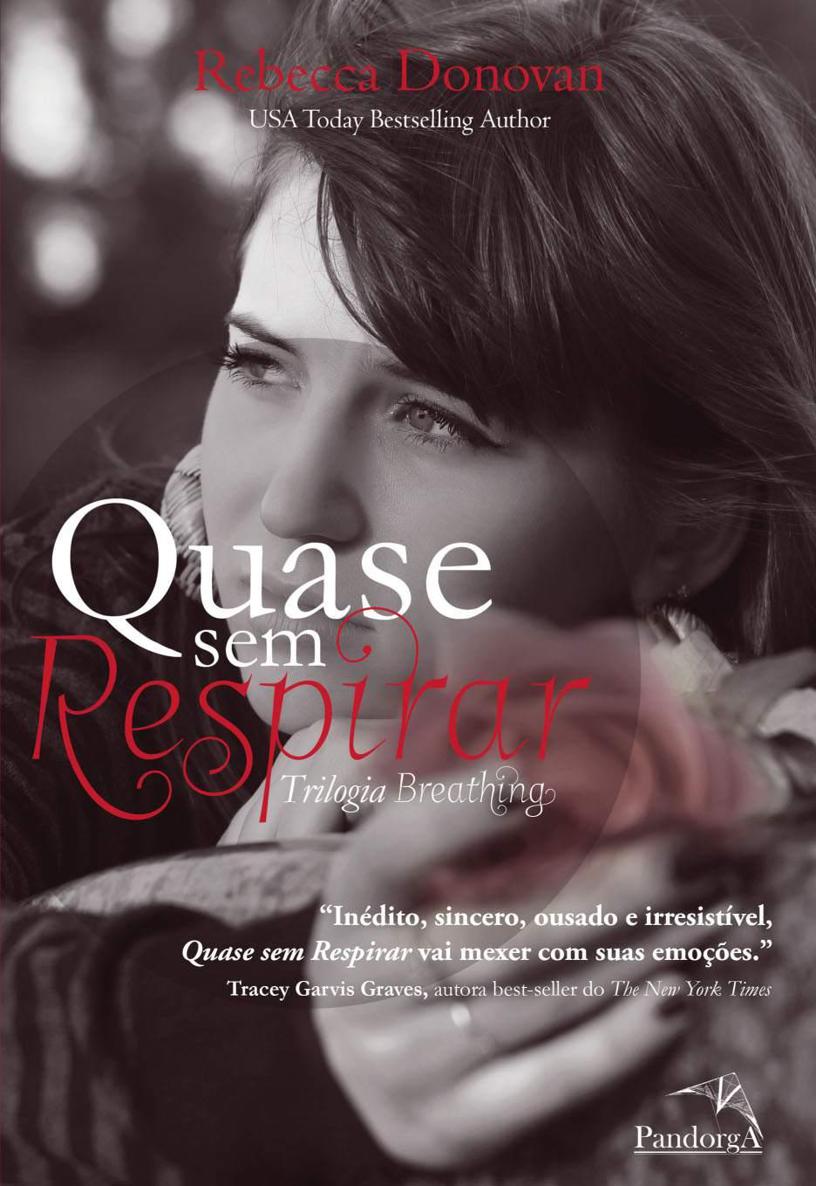 Rebecca Donovan
USA Today Bestselling Author
Quase
sem
Respirar
Trilogia Breathing
“Inédito, sincero, ousado e irresistível,
Quase sem Respirar vai mexer com suas emoções.”
Tracey Garvis Graves, autora best-seller do The New York Times
PandorgA